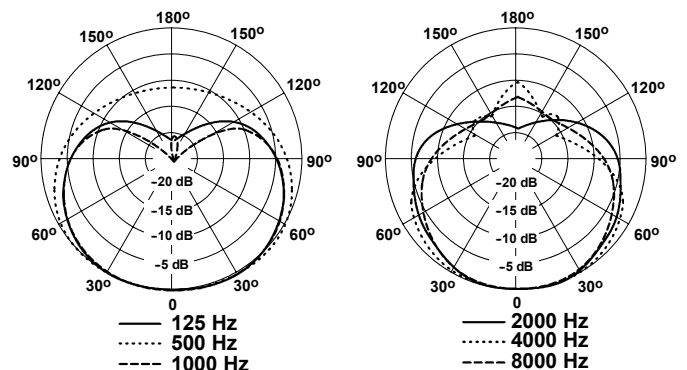 180°
150° 150°
120° 120°
90° 90°
–20 dB
–15 dB
–10 dB
60° 60°
–5 dB
30° 30°
0
125 Hz
500 Hz
1000 Hz
180°
150° 150°
120° 120°
90° 90°
–20 dB
–15 dB
–10 dB
60° 60°
–5 dB
30° 30°
0
2000 Hz
4000 Hz
8000 Hz